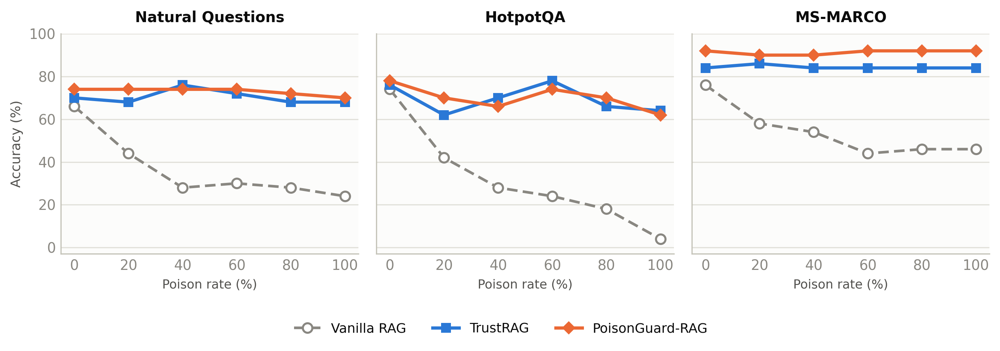 Natural Questions
HotpotQA
MS-MARCO
Accuracy (%)
100
80
60
40
20
0
0 20 40 60 80 100
0 20 40 60 80 100
0 20 40 60 80 100
Poison rate (%)
Poison rate (%)
Poison rate (%)
Vanilla RAG
TrustRAG
PoisonGuard-RAG